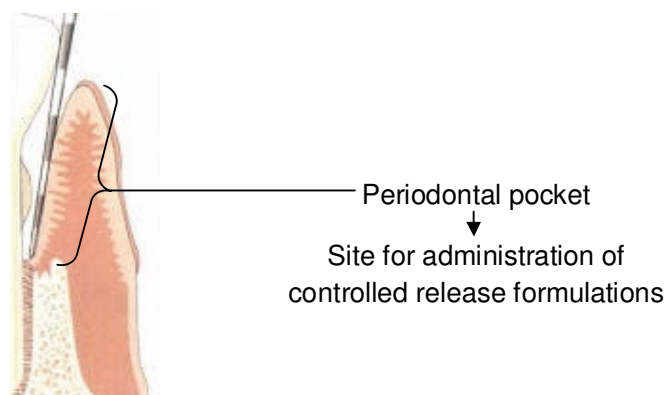 Periodontal pocket
Site for administration of
controlled release formulations